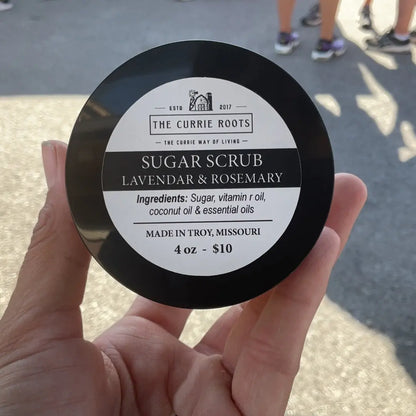 ESTD 2017
THE CURRIE ROOTS
THE CURRIE WAY OF LIVING
SUGAR SCRUB
LAVENDAR & ROSEMARY
Ingredients: Sugar, vitamin r oil,
coconut oil & essential oils
MADE IN TROY, MISSOURI
4 oz - $10